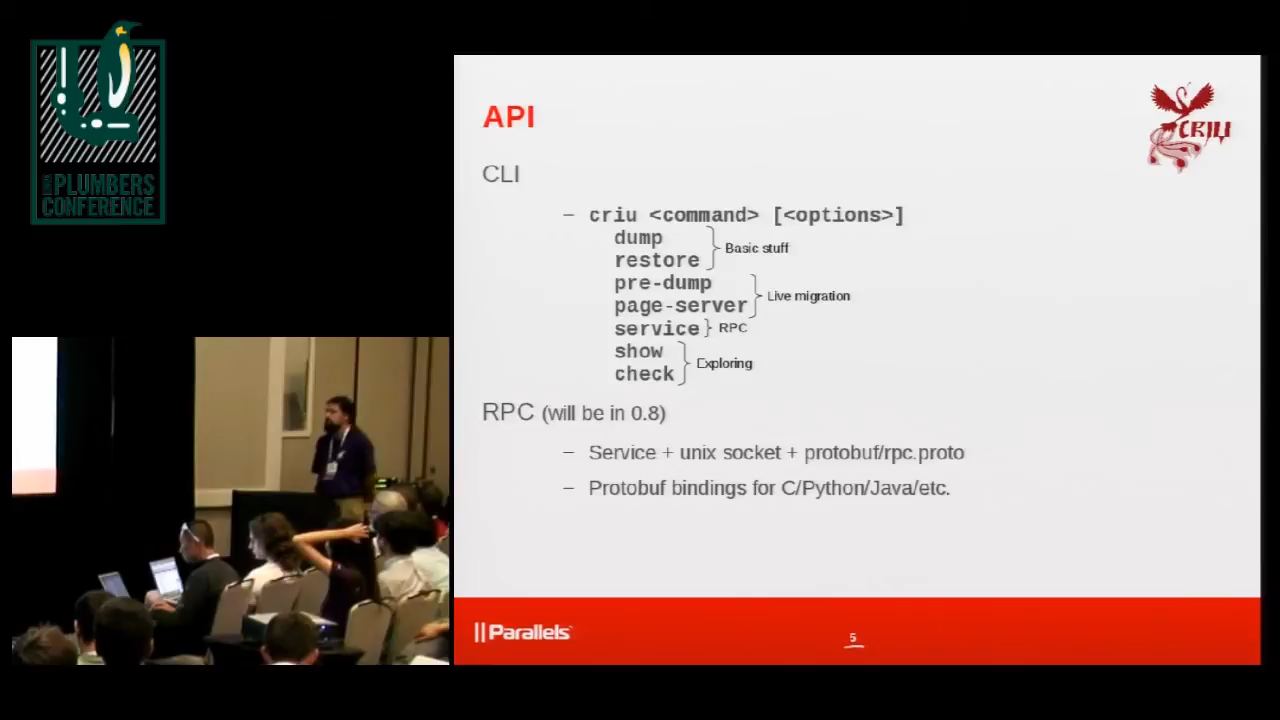 LINUX PLUMBERS
CONFERENCE
API
CRIU
CLI
– criu <command> [<options>]
dump
restore
Basic stuff
pre-dump
page-server
Live migration
service
RPC
show
check
Exploring
RPC (will be in 0.8)
– Service + unix socket + protobuf/rpc.proto
– Protobuf bindings for C/Python/Java/etc.
Parallels
5